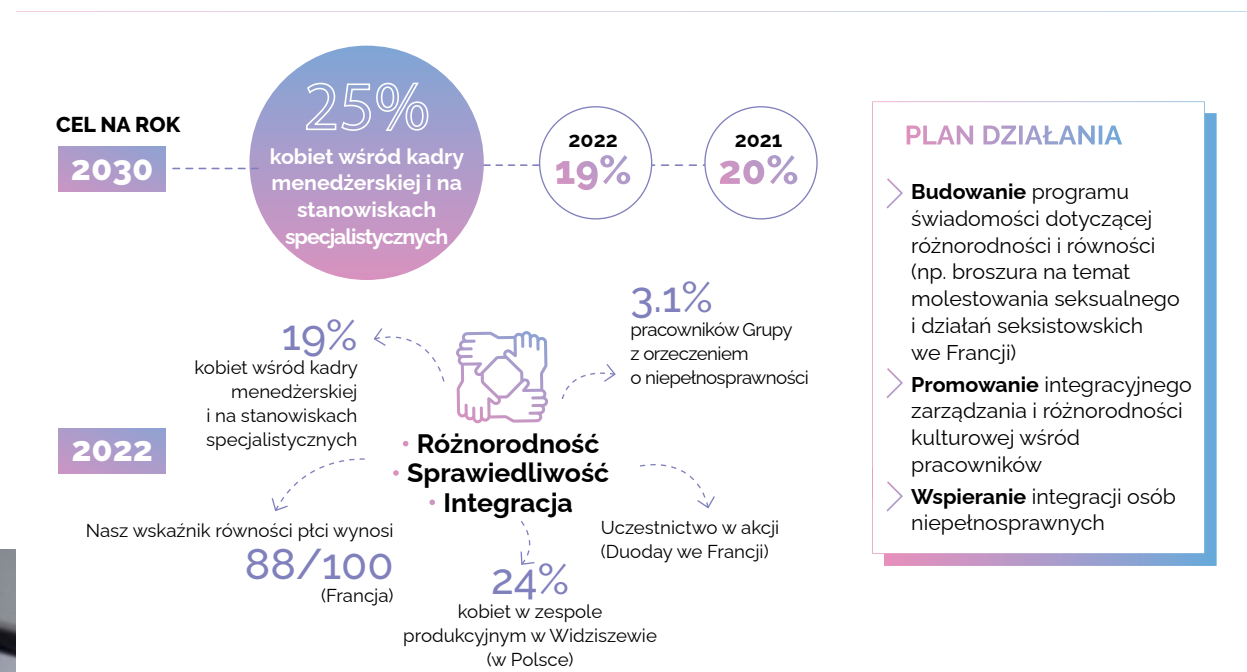 CEL NA ROK
2030
25%
kobiet wśród kadry
menedżerskiej i na
stanowiskach
specjalistycznych
2022
19%
2021
20%
2022
19%
kobiet wśród kadry
menedżerskiej
i na stanowiskach
specjalistycznych
3.1%
pracowników Grupy
z orzeczeniem
o niepełnosprawności
• Różnorodność
• Sprawiedliwość
• Integracja
Nasz wskaźnik równości płci wynosi
88/100
(Francja)
24%
kobiet w zespole
produkcyjnym w Widziszewie
(w Polsce)
Uczestnictwo w akcji
(Duoday we Francji)
PLAN DZIAŁANIA
Budowanie programu
świadomości dotyczącej
różnorodności i równości
(np. broszura na temat
molestowania seksualnego
i działań seksistowskich
we Francji)
Promowanie integracyjnego
zarządzania i różnorodności
kulturowej wśród
pracowników
Wspieranie integracji osób
niepełnosprawnych